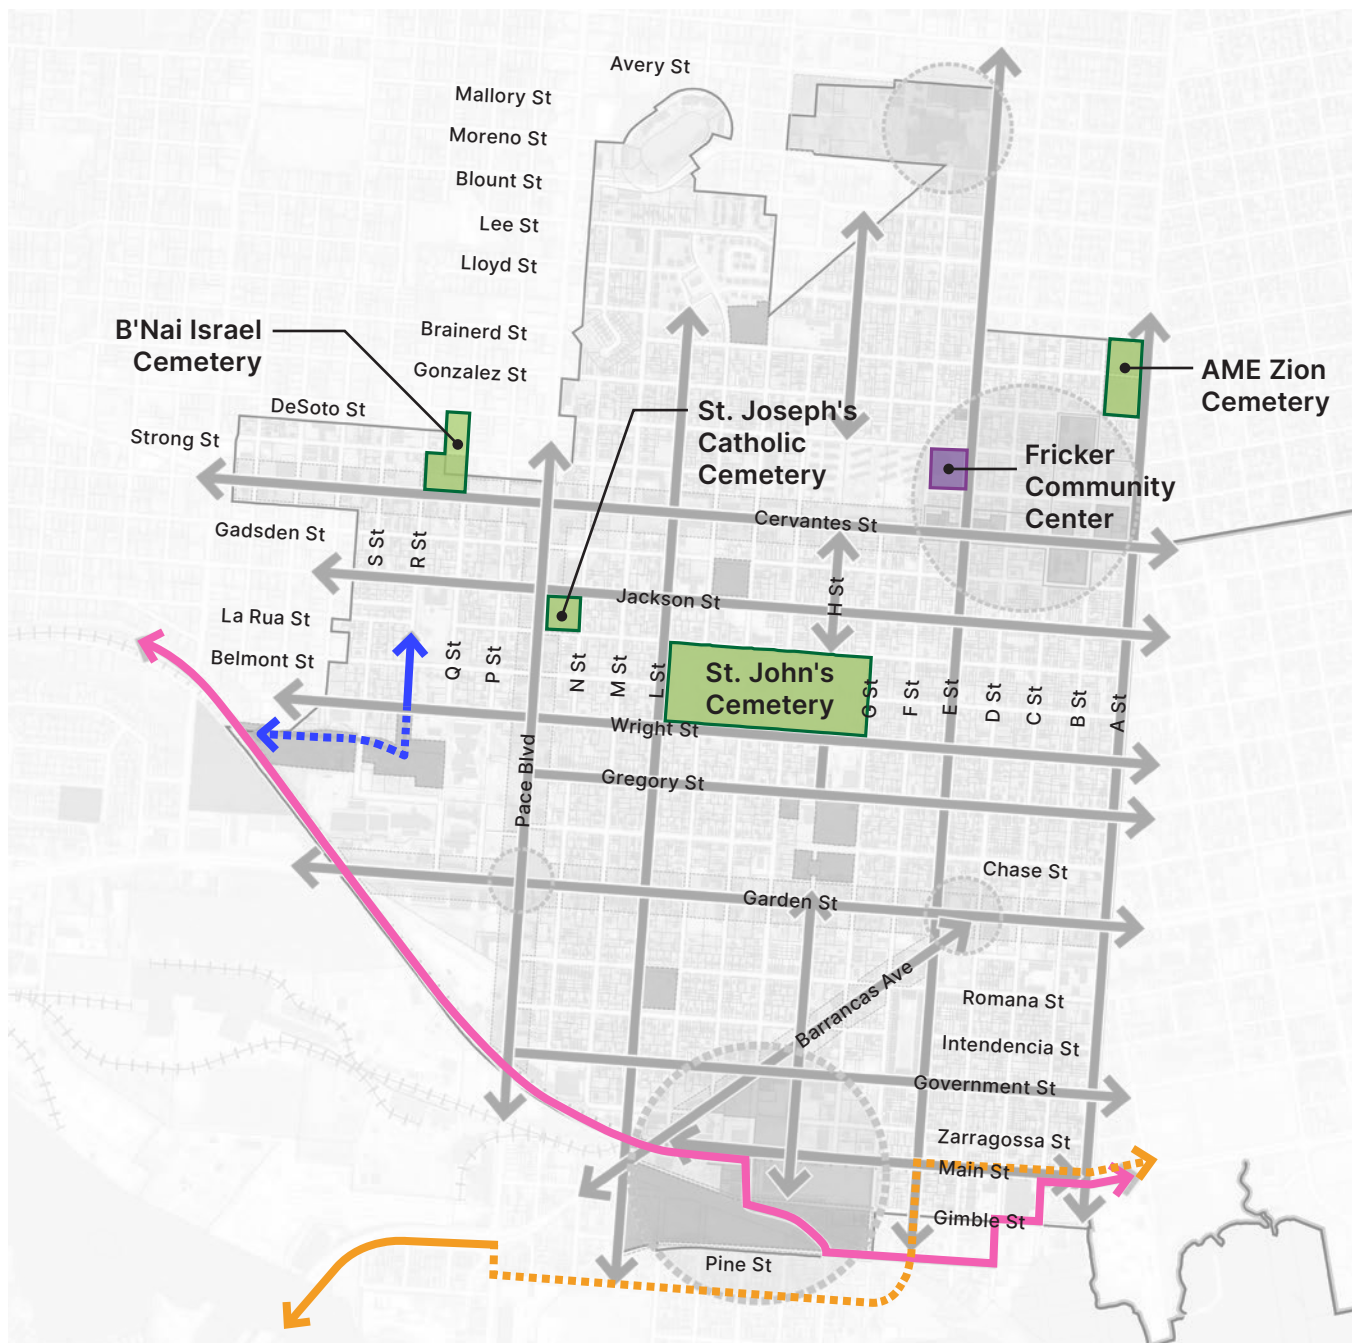 Avery St
Mallory St
Moreno St
Blount St
Lee St
Lloyd St
Brainerd St
Gonzalez St
B'Nai Israel
Cemetery
DeSoto St
Strong St
St. Joseph's
Catholic
Cemetery
AME Zion
Cemetery
Fricker
Community
Center
Cervantes St
Gadsden St
S St
R St
H St
Jackson St
La Rua St
Belmont St
Q St
P St
N St
M St
L St
St. John's
Cemetery
G St
F St
E St
D St
C St
B St
A St
Wright St
Pace Blvd
Gregory St
Chase St
Garden St
Barrancas Ave
Romana St
Intendencia St
Government St
Zarragossa St
Main St
Gimble St
Pine St